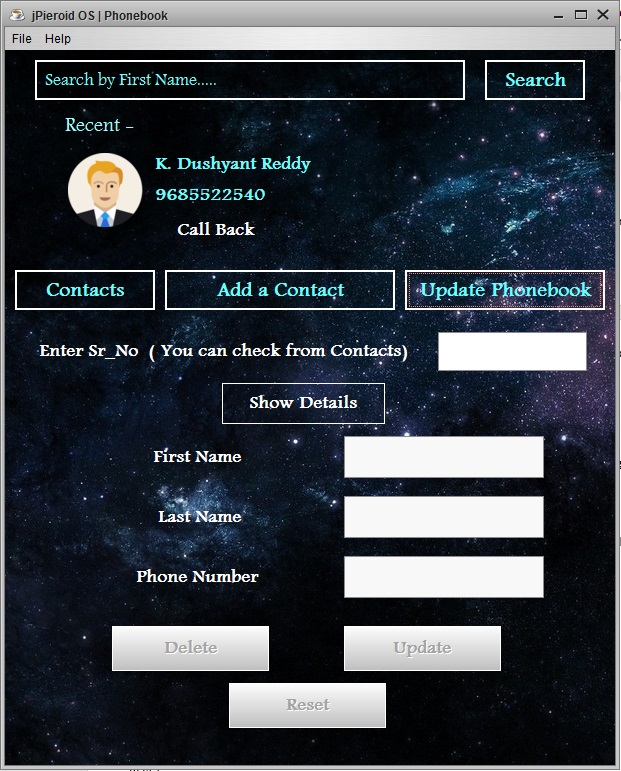 jPieroid OS | Phonebook
File Help
Search by First Name.....
Search
Recent -
K. Dushyant Reddy
9685522540
Call Back
Contacts
Add a Contact
Update Phonebook
Enter Sr_No ( You can check from Contacts)
Show Details
First Name
Last Name
Phone Number
Delete
Update
Reset